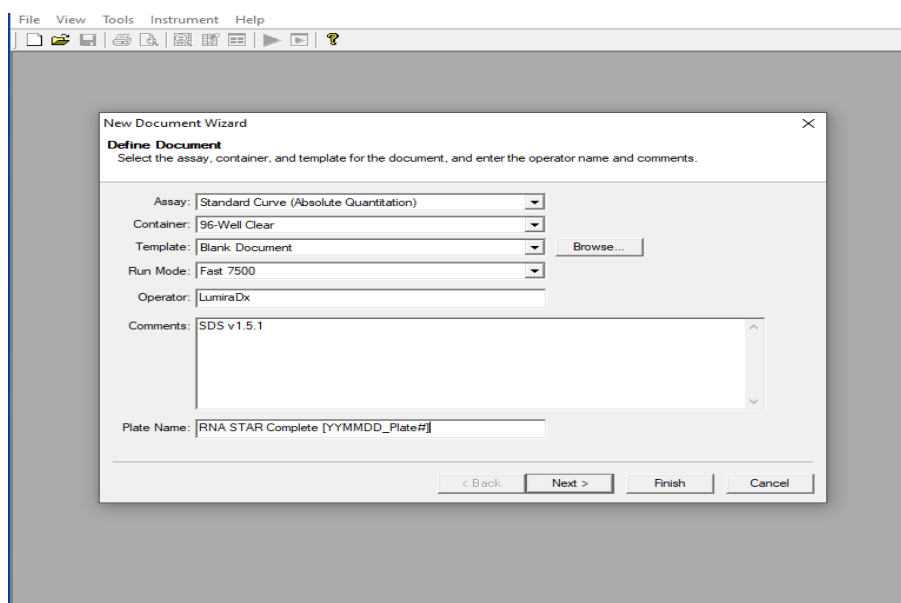 File View Tools Instrument Help
New Document Wizard
Define Document
Select the assay, container, and template for the document, and enter the operator name and comments.
Assay: Standard Curve (Absolute Quantitation)
Container: 96-Well Clear
Template: Blank Document Browse...
Run Mode: Fast 7500
Operator: LumiraDx
Comments: SDS v1.5.1
Plate Name: RNA STAR Complete [YYMMDD_Plate#]
< Back Next > Finish Cancel